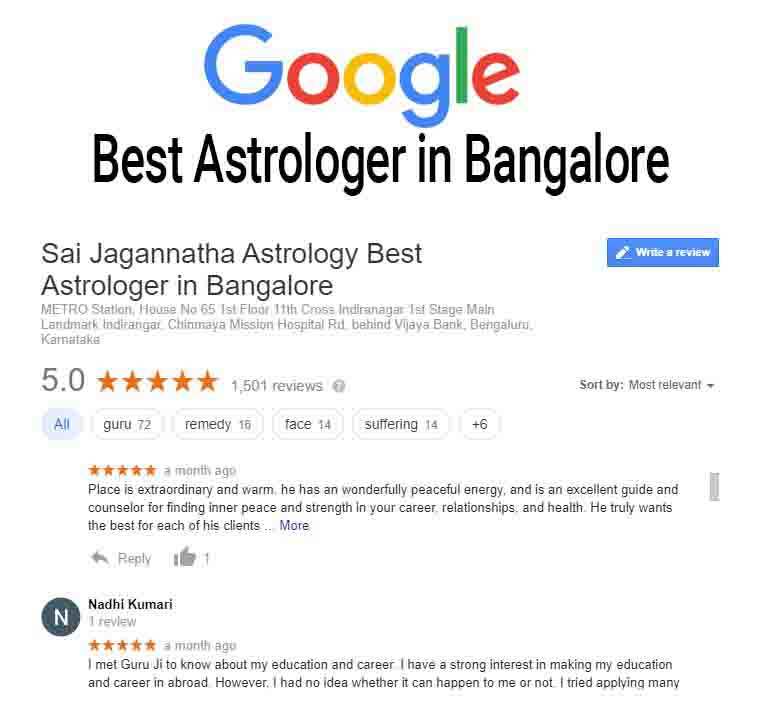 Google
Best Astrologer in Bangalore
Sai Jagannatha Astrology Best
Astrologer in Bangalore
Write a review
METRO Station, House No 65 1st Floor 11th Cross Indiranagar 1st Stage Main
Landmark Indirangar, Chinmaya Mission Hospital Rd, behind Vijaya Bank, Bengaluru,
Karnataka
5.0 1,501 reviews ?
Sort by: Most relevant
All guru 72 remedy 16 face 14 suffering 14 +6
a month ago
Place is extraordinary and warm. he has an wonderfully peaceful energy, and is an excellent guide and
counselor for finding inner peace and strength in your career, relationships, and health. He truly wants
the best for each of his clients ... More
Reply 1
N
Nadhi Kumari
1 review
a month ago
I met Guru Ji to know about my education and career. I have a strong interest in making my education
and career in abroad. However, I had no idea whether it can happen to me or not. I tried applying many